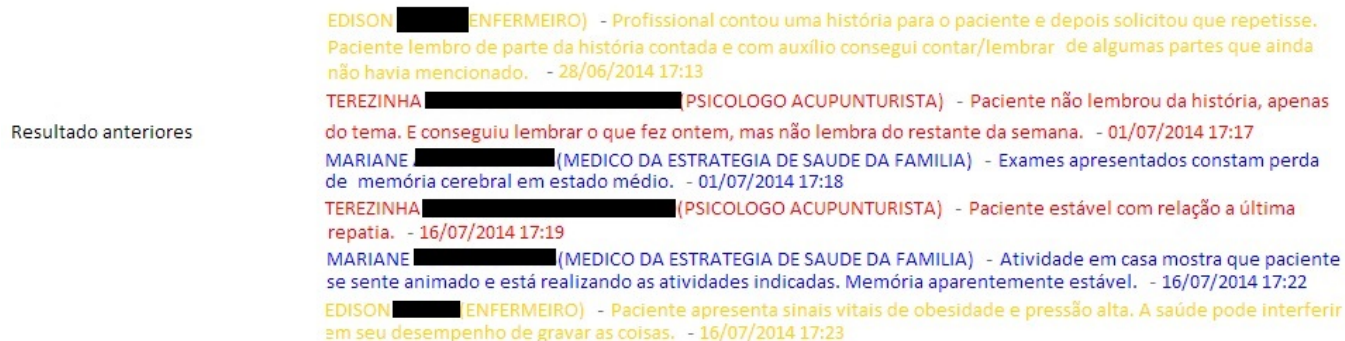 EDISON ENFERMEIRO) - Profissional contou uma história para o paciente e depois solicitou que repetisse.
Paciente lembro de parte da história contada e com auxílio consegui contar/lembrar de algumas partes que ainda
não havia mencionado. - 28/06/2014 17:13
TEREZINHA (PSICOLOGO ACUPUNTURISTA) - Paciente não lembrou da história, apenas
Resultado anteriores
do tema. E conseguiu lembrar o que fez ontem, mas não lembra do restante da semana. - 01/07/2014 17:17
MARIANE (MEDICO DA ESTRATEGIA DE SAUDE DA FAMILIA) - Exames apresentados constam perda
de memória cerebral em estado médio. - 01/07/2014 17:18
TEREZINHA (PSICOLOGO ACUPUNTURISTA) - Paciente estável com relação a última
repatia. - 16/07/2014 17:19
MARIANE (MEDICO DA ESTRATEGIA DE SAUDE DA FAMILIA) - Atividade em casa mostra que paciente
se sente animado e está realizando as atividades indicadas. Memória aparentemente estável. - 16/07/2014 17:22
EDISON (ENFERMEIRO) - Paciente apresenta sinais vitais de obesidade e pressão alta. A saúde pode interferir
em seu desempenho de gravar as coisas. - 16/07/2014 17:23